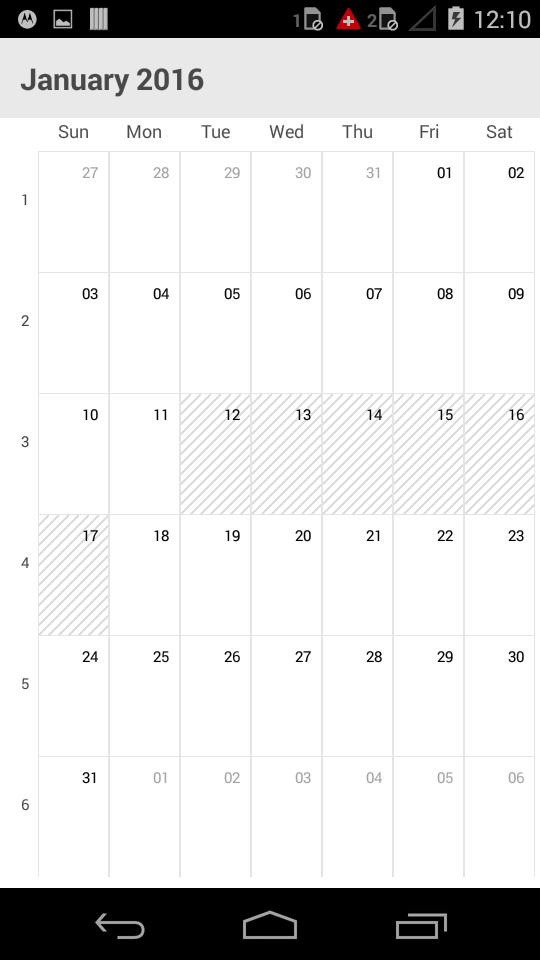 1 2 12:10
January 2016
Sun Mon Tue Wed Thu Fri Sat
27 28 29 30 31 01 02
1
03 04 05 06 07 08 09
2
10 11 12 13 14 15 16
3
17 18 19 20 21 22 23
4
24 25 26 27 28 29 30
5
31 01 02 03 04 05 06
6